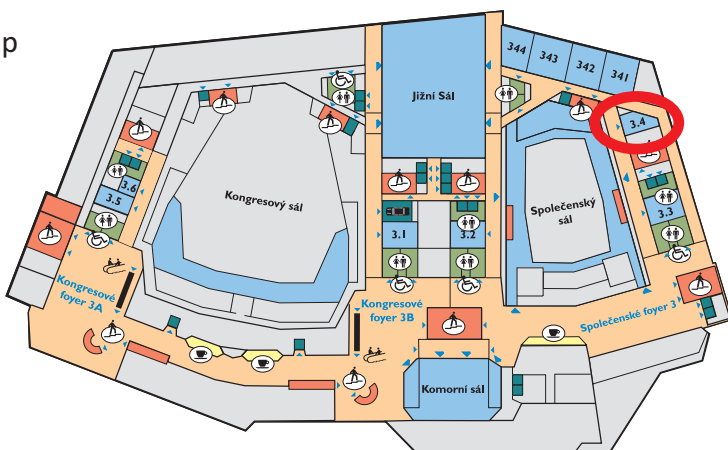 p
344
343
342
341
Jižní Sál
3.4
3.6
3.5
Kongresový sál
Společenský
sál
3.3
3.1
3.2
Kongresové
foyer 3A
Kongresové
foyer 3B
Společenské foyer 3
Komorní sál